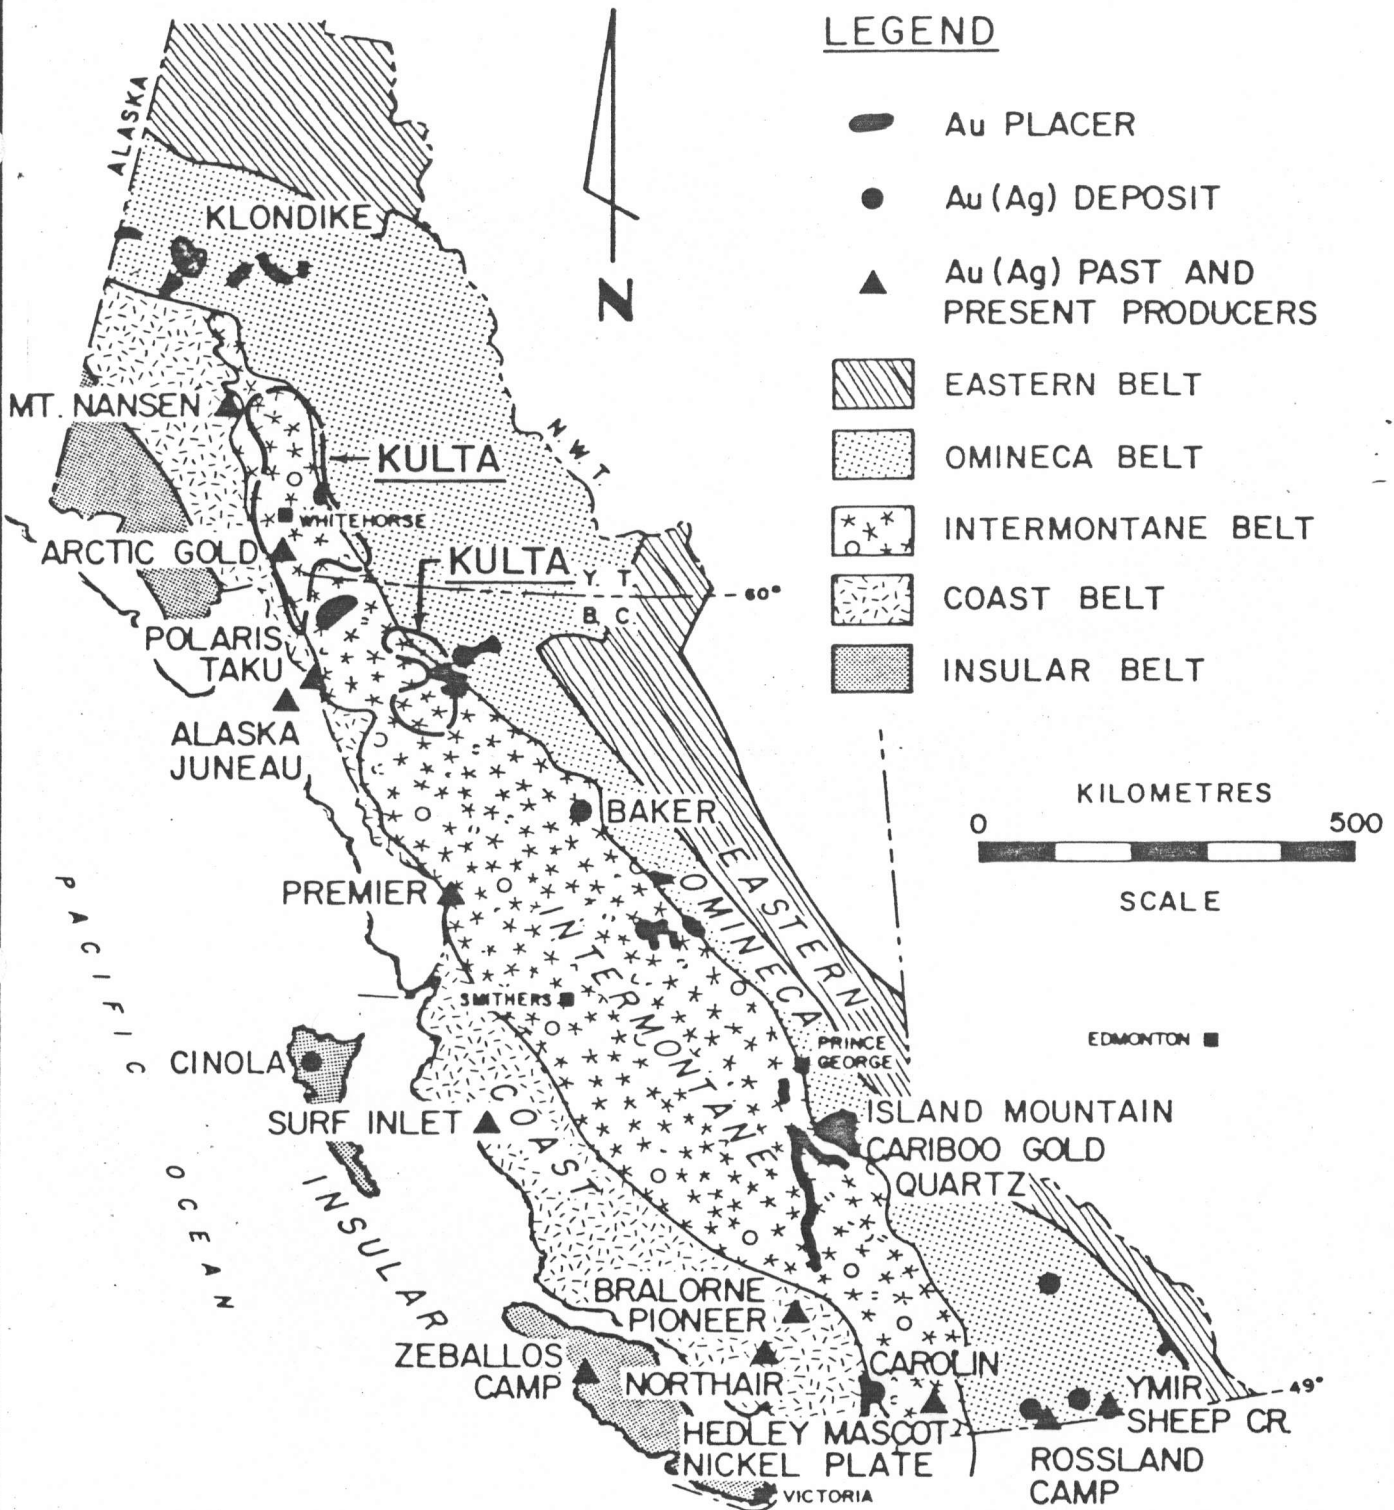 LEGEND
Au PLACER
Au (Ag) DEPOSIT
Au (Ag) PAST AND
PRESENT PRODUCERS
EASTERN BELT
OMINECA BELT
INTERMONTANE BELT
COAST BELT
INSULAR BELT
KILOMETRES
0 500
SCALE
N
ALASKA
KLONDIKE
MT. NANSEN
KULTA
NWT
WHITEHORSE
ARCTIC GOLD
KULTA
Y. T.
60°
B. C.
POLARIS
TAKU
ALASKA
JUNEAU
BAKER
PREMIER
EASTERN
OMINECA
INTERMONTANE
PACIFIC
OCEAN
SMITHERS
PRINCE
GEORGE
EDMONTON
CINOLA
SURF INLET
COAST
INSULAR
ISLAND MOUNTAIN
CARIBOO GOLD
QUARTZ
BRALORNE
PIONEER
ZEBALLOS
CAMP
NORTHAIR
CAROLIN
HEDLEY MASCOT
NICKEL PLATE
VICTORIA
49°
YMIR
SHEEP CR.
ROSSLAND
CAMP